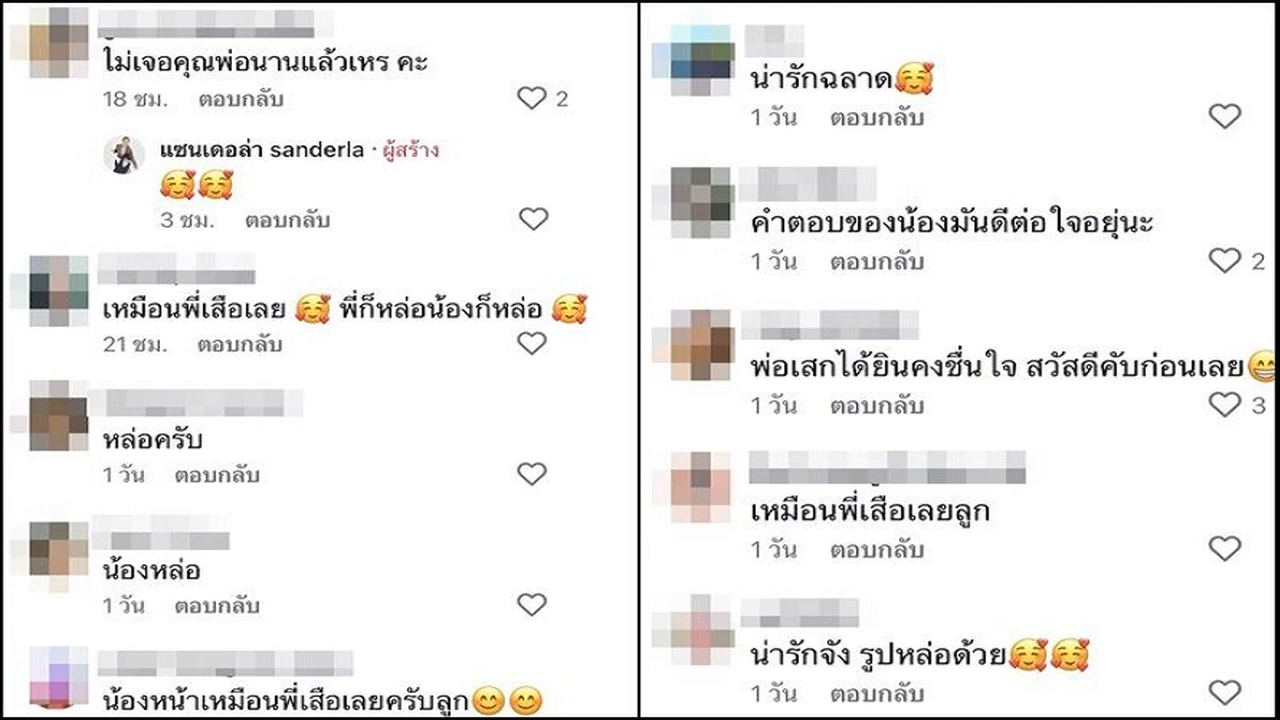 ไม่เจอคุณพ่อนานแล้วเหร คะ
18 ชม. ตอบกลับ 2
แซนเดอล่า sanderla · ผู้สร้าง
🥰🥰
3 ชม. ตอบกลับ
เหมือนพี่เสือเลย 🥰 พี่ก็หล่อน้องก็หล่อ 🥰
21 ชม. ตอบกลับ
หล่อครับ
1 วัน ตอบกลับ
น้องหล่อ
1 วัน ตอบกลับ
น้องหน้าเหมือนพี่เสือเลยครับลูก😊😊
น่ารักฉลาด🥰
1 วัน ตอบกลับ
คำตอบของน้องมันดีต่อใจอยุ่นะ
1 วัน ตอบกลับ 2
พ่อเสกได้ยินคงชื่นใจ สวัสดีคับก่อนเลย😁
1 วัน ตอบกลับ 3
เหมือนพี่เสือเลยลูก
1 วัน ตอบกลับ
น่ารักจัง รูปหล่อด้วย🥰🥰
1 วัน ตอบกลับ